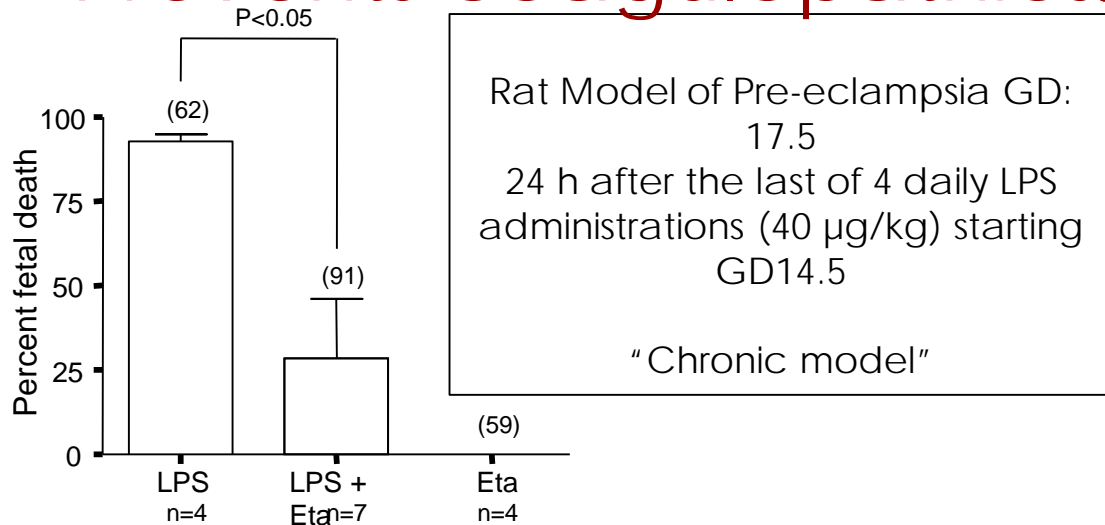 P<0.05
Percent fetal death
100
75
50
25
0
(62)
(91)
(59)
LPS
n=4
LPS +
Eta
n=7
Eta
n=4
Rat Model of Pre-eclampsia GD:
17.5
24 h after the last of 4 daily LPS
administrations (40 µg/kg) starting
GD14.5
“Chronic model”